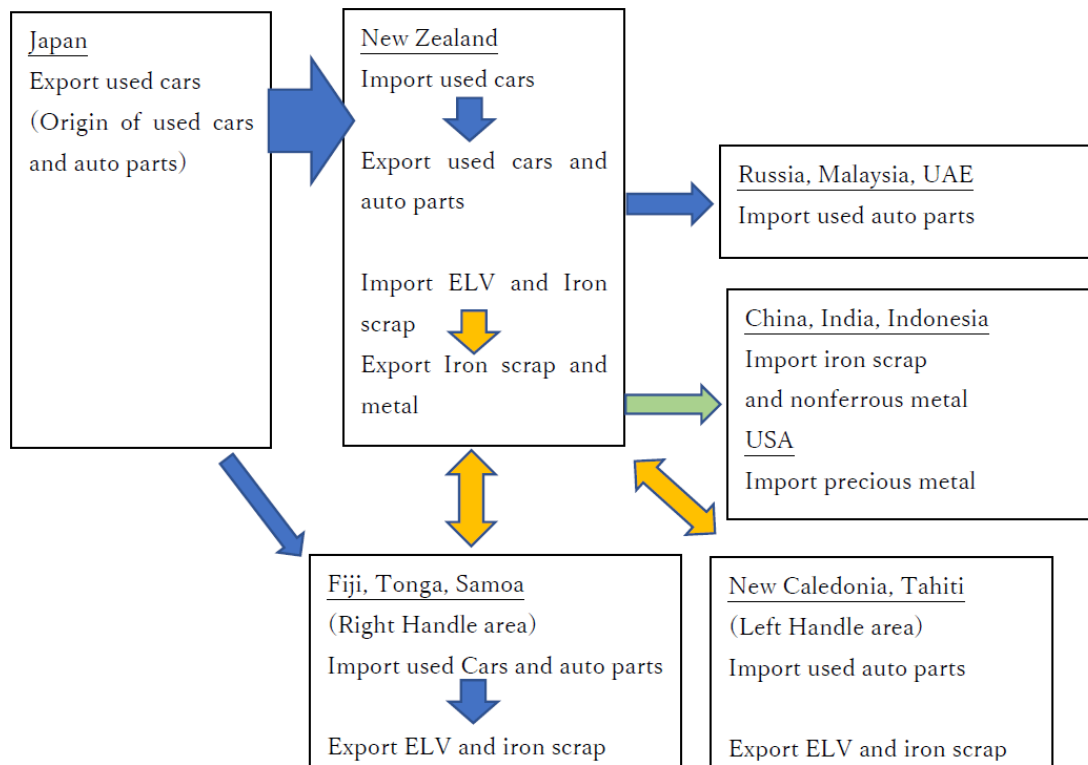 Japan
Export used cars
(Origin of used cars
and auto parts)
New Zealand
Import used cars
Export used cars and
auto parts
Import ELV and Iron
scrap
Export Iron scrap and
metal
Russia, Malaysia, UAE
Import used auto parts
China, India, Indonesia
Import iron scrap
and nonferrous metal
USA
Import precious metal
Fiji, Tonga, Samoa
(Right Handle area)
Import used Cars and auto parts
Export ELV and iron scrap
New Caledonia, Tahiti
(Left Handle area)
Import used auto parts
Export ELV and iron scrap